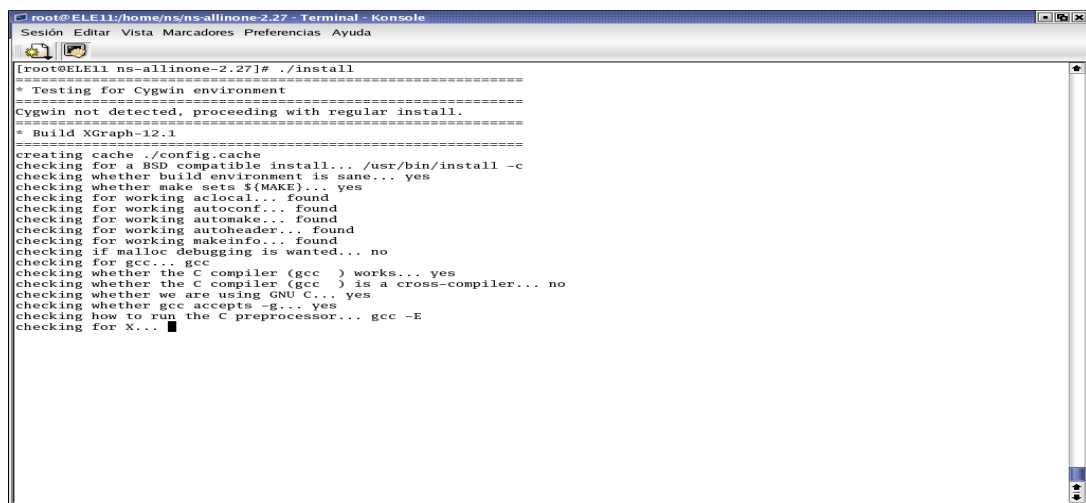 root@ELE11:/home/ns/ns-allinone-2.27 - Terminal - Konsole
Sesión Editar Vista Marcadores Preferencias Ayuda
[root@ELE11 ns-allinone-2.27]# ./install
============================================================
* Testing for Cygwin environment
============================================================
Cygwin not detected, proceeding with regular install.
============================================================
* Build XGraph-12.1
============================================================
creating cache ./config.cache
checking for a BSD compatible install... /usr/bin/install -c
checking whether build environment is sane... yes
checking whether make sets ${MAKE}... yes
checking for working aclocal... found
checking for working autoconf... found
checking for working automake... found
checking for working autoheader... found
checking for working makeinfo... found
checking if malloc debugging is wanted... no
checking for gcc... gcc
checking whether the C compiler (gcc  ) works... yes
checking whether the C compiler (gcc  ) is a cross-compiler... no
checking whether we are using GNU C... yes
checking whether gcc accepts -g... yes
checking how to run the C preprocessor... gcc -E
checking for X...